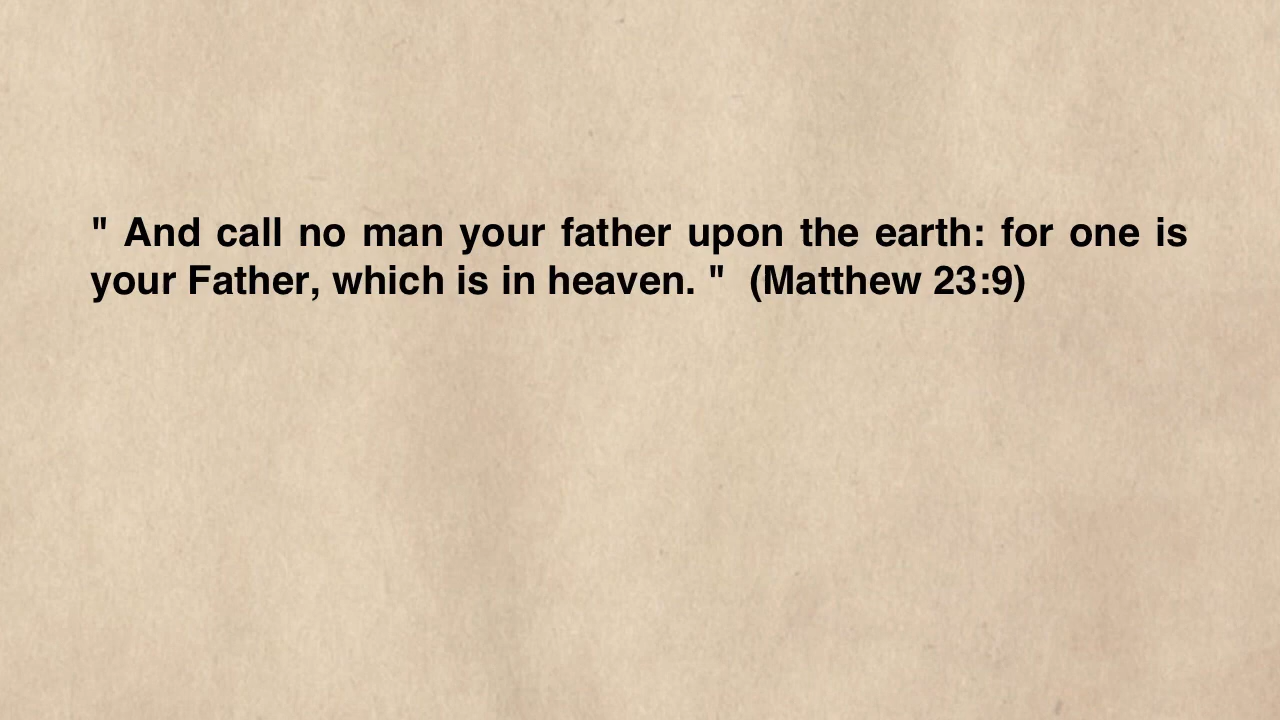 " And call no man your father upon the earth: for one is
your Father, which is in heaven. "  (Matthew 23:9)